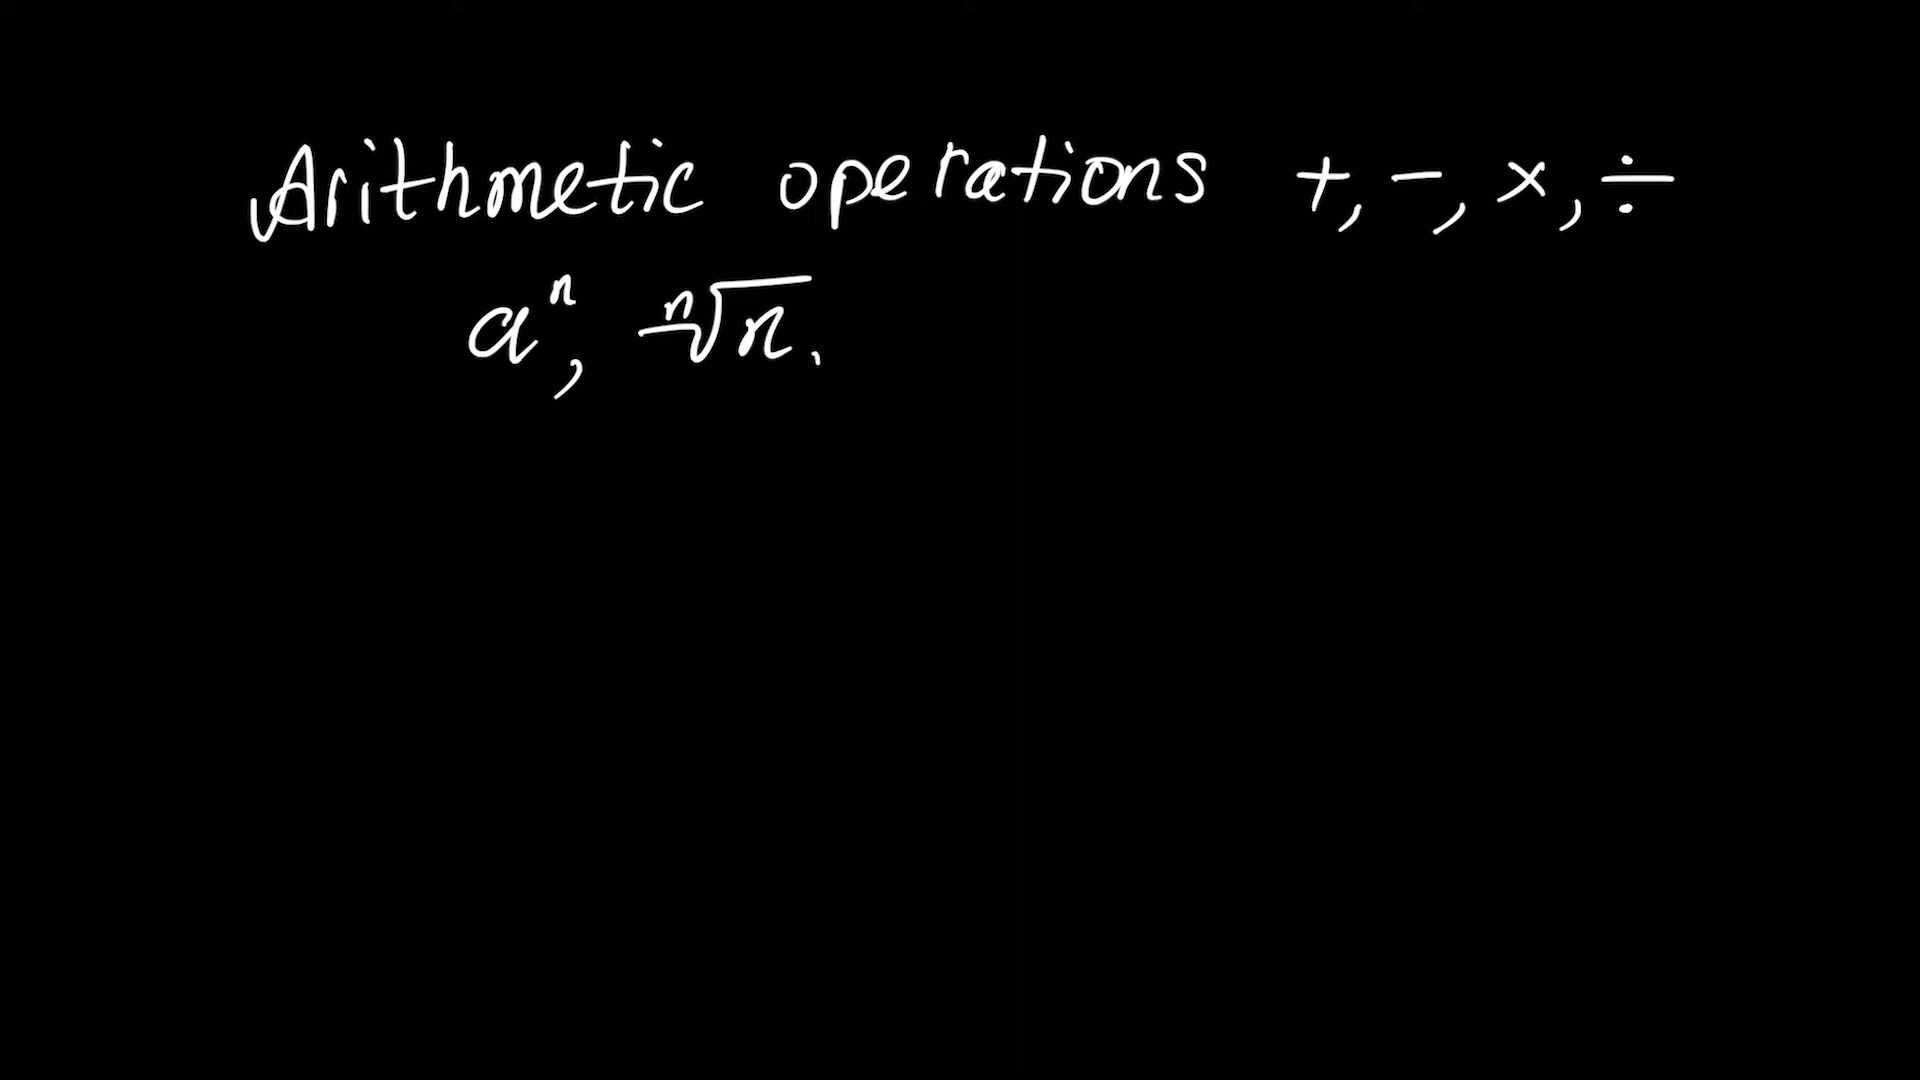 Arithmetic operations +, −, ×, ÷
aⁿ, ⁿ√n.